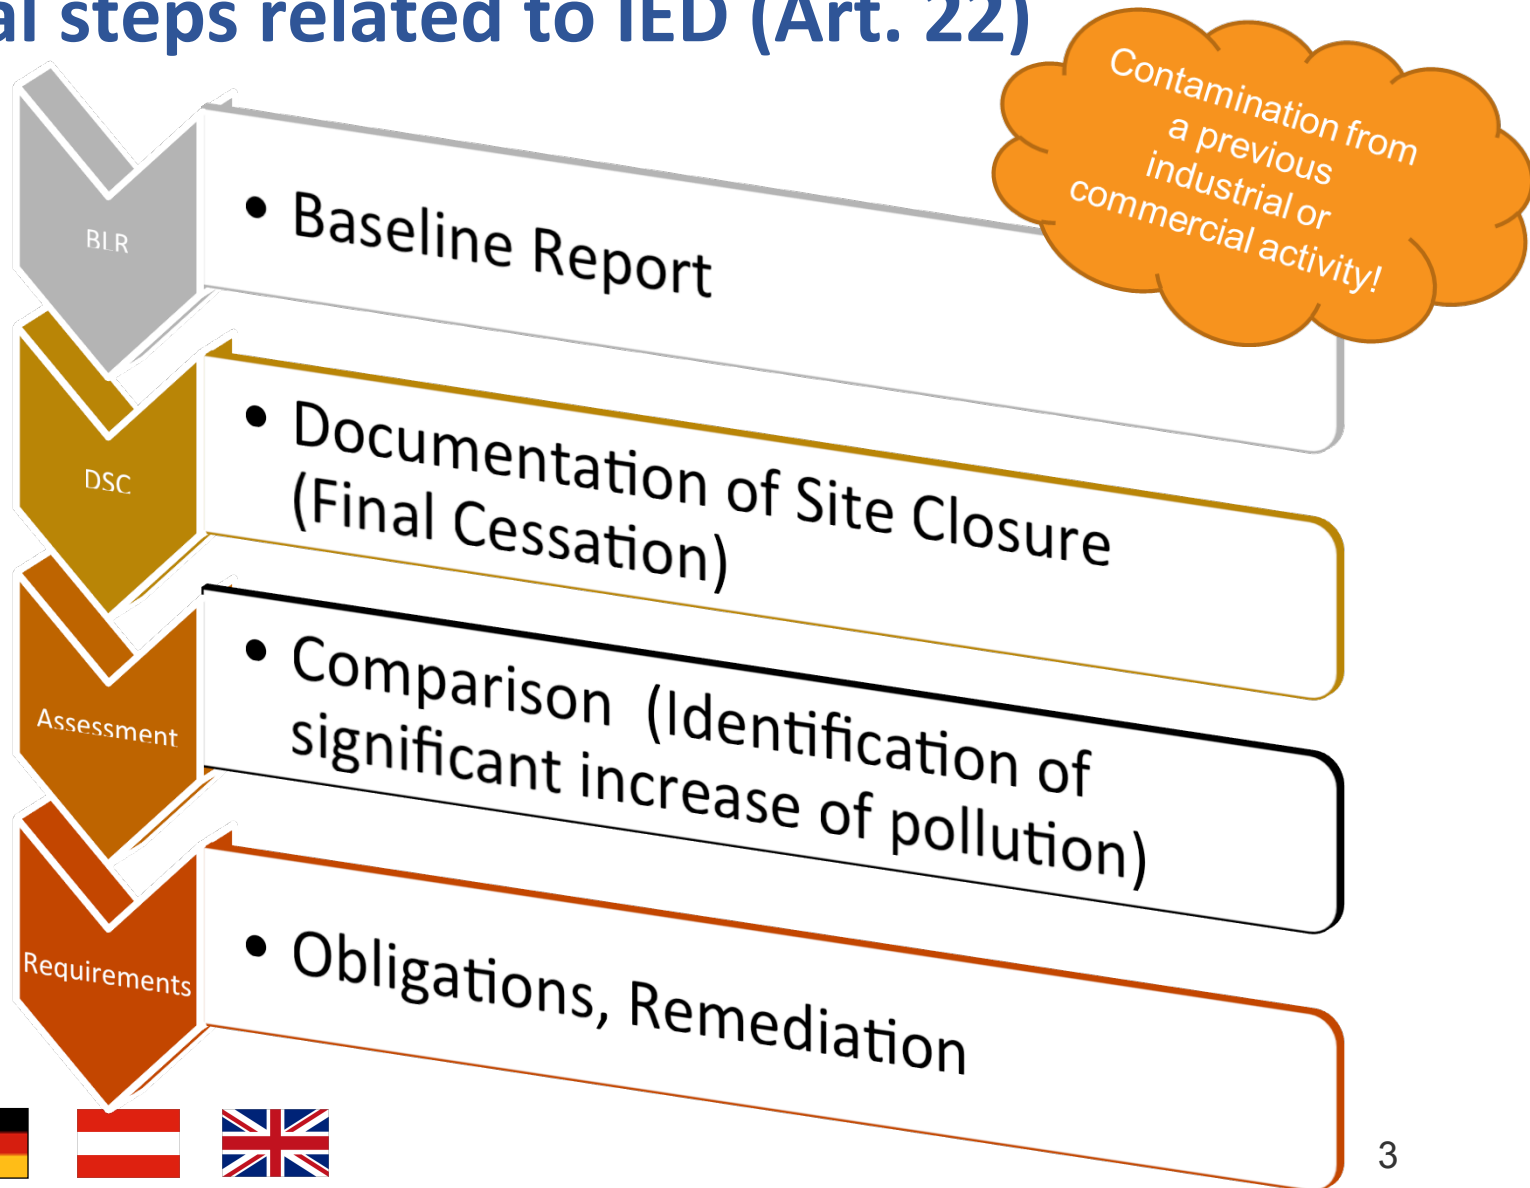 al steps related to IED (Art. 22)
Contamination from
a previous
industrial or
commercial activity!
BLR
• Baseline Report
DSC
• Documentation of Site Closure
(Final Cessation)
Assessment
• Comparison (Identification of
significant increase of pollution)
Requirements
• Obligations, Remediation
3